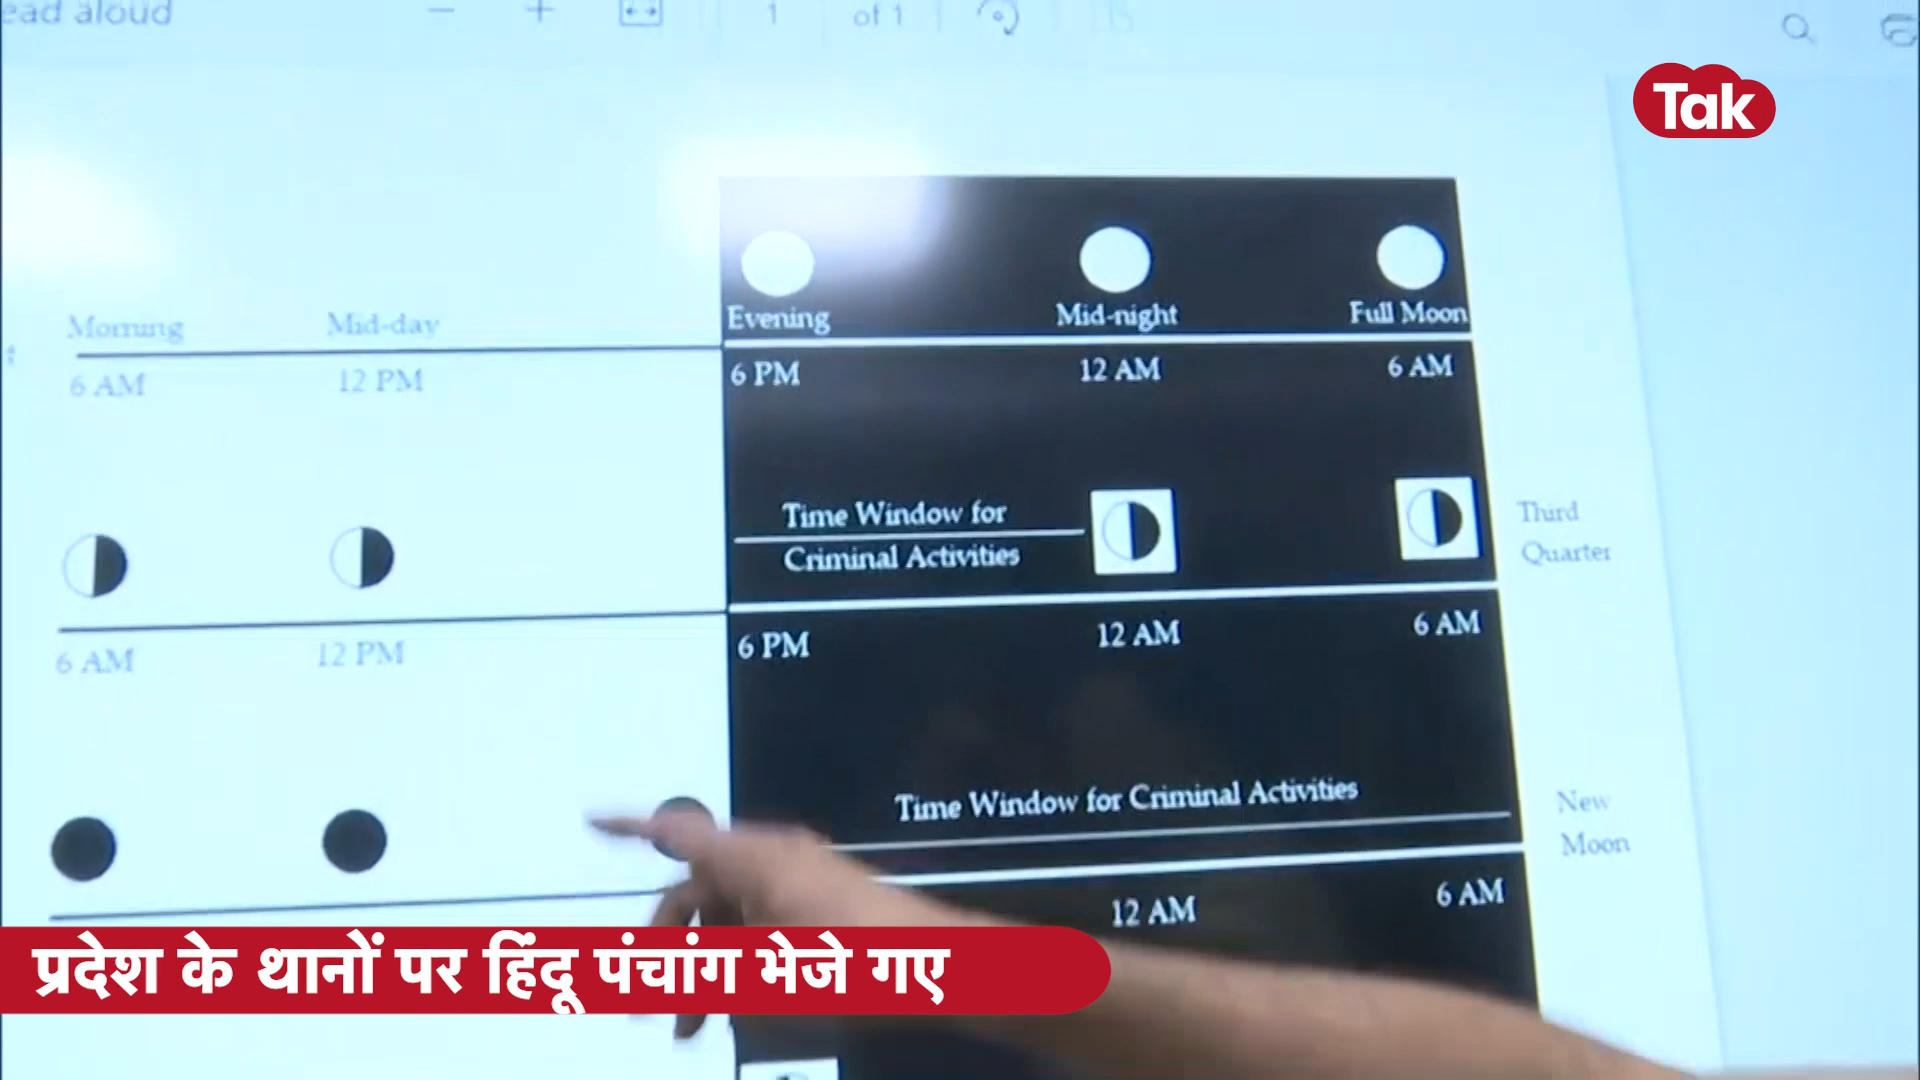 ead aloud
1
of 1
Tak
Morning
Mid-day
Evening
Mid-night
Full Moon
6 AM
12 PM
6 PM
12 AM
6 AM
Time Window for
Criminal Activities
Third
Quarter
6 AM
12 PM
6 PM
12 AM
6 AM
Time Window for Criminal Activities
New
Moon
12 AM
6 AM
प्रदेश के थानों पर हिंदू पंचांग भेजे गए